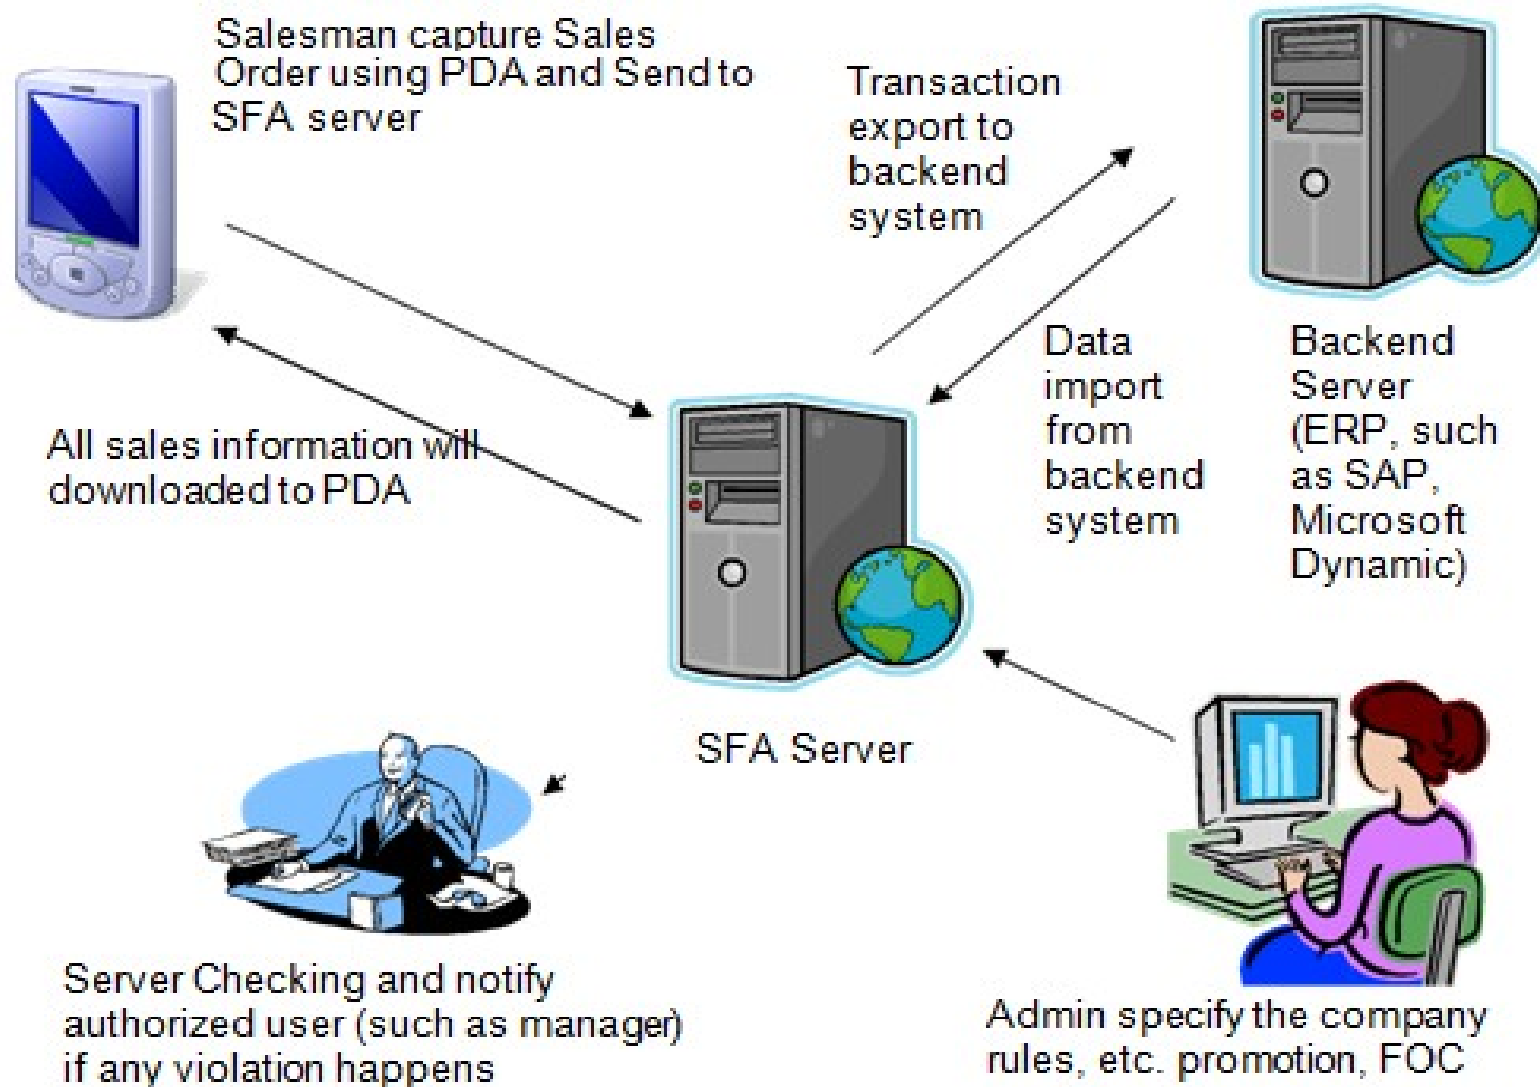 Salesman capture Sales
Order using PDA and Send to
SFA server
Transaction
export to
backend
system
All sales information will
downloaded to PDA
Data
import
from
backend
system
Backend
Server
(ERP, such
as SAP,
Microsoft
Dynamic)
SFA Server
Server Checking and notify
authorized user (such as manager)
if any violation happens
Admin specify the company
rules, etc. promotion, FOC